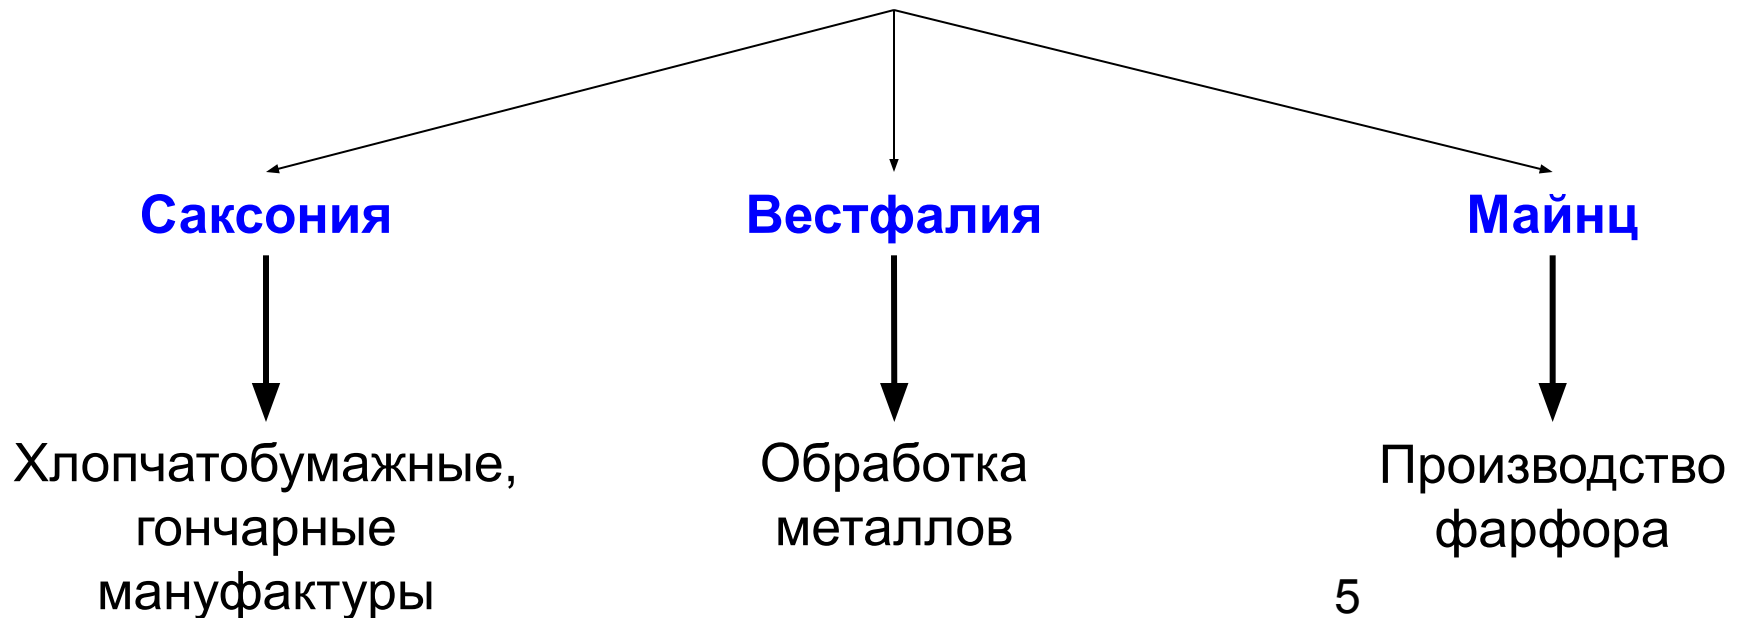 Саксония
Вестфалия
Майнц
Хлопчатобумажные,
гончарные
мануфактуры
Обработка
металлов
Производство
фарфора
5